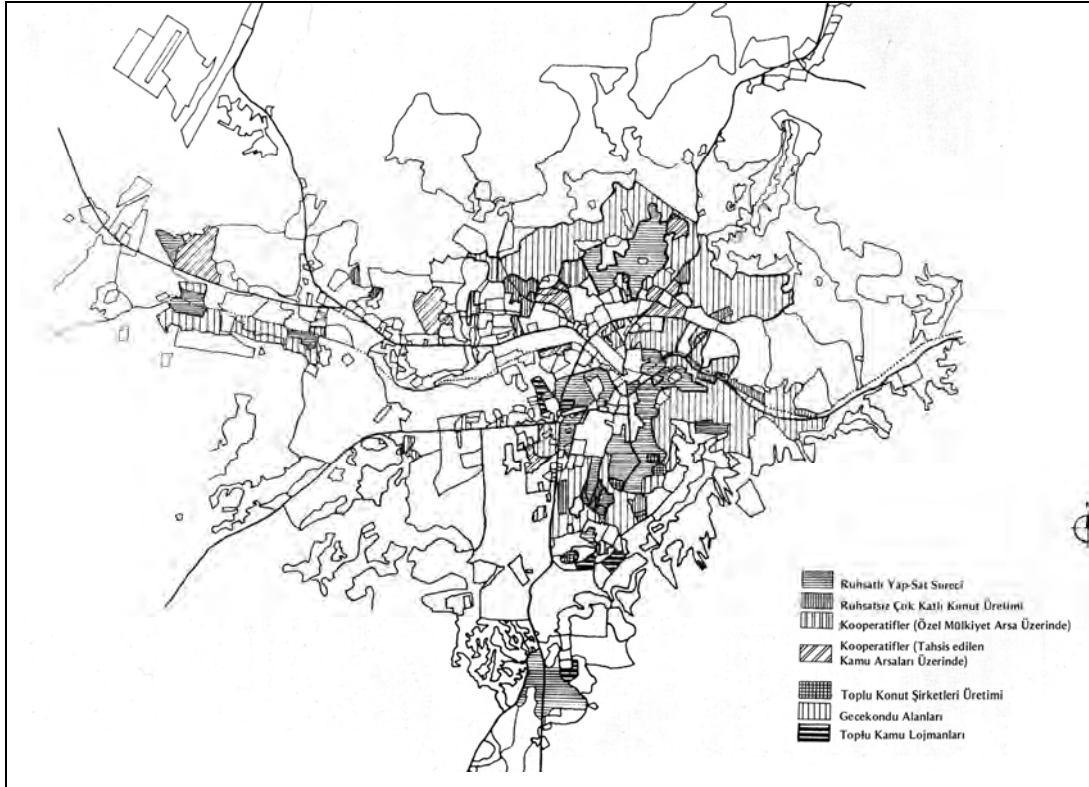 Ruhsatlı Yap-Sat Süreci
Ruhsatsız Çok Katlı Konut Üretimi
Kooperatifler (Özel Mülkiyet Arsa Üzerinde)
Kooperatifler (Tahsis edilen
Kamu Arsaları Üzerinde)
Toplu Konut Şirketleri Üretimi
Gecekondu Alanları
Toplu Kamu Lojmanları